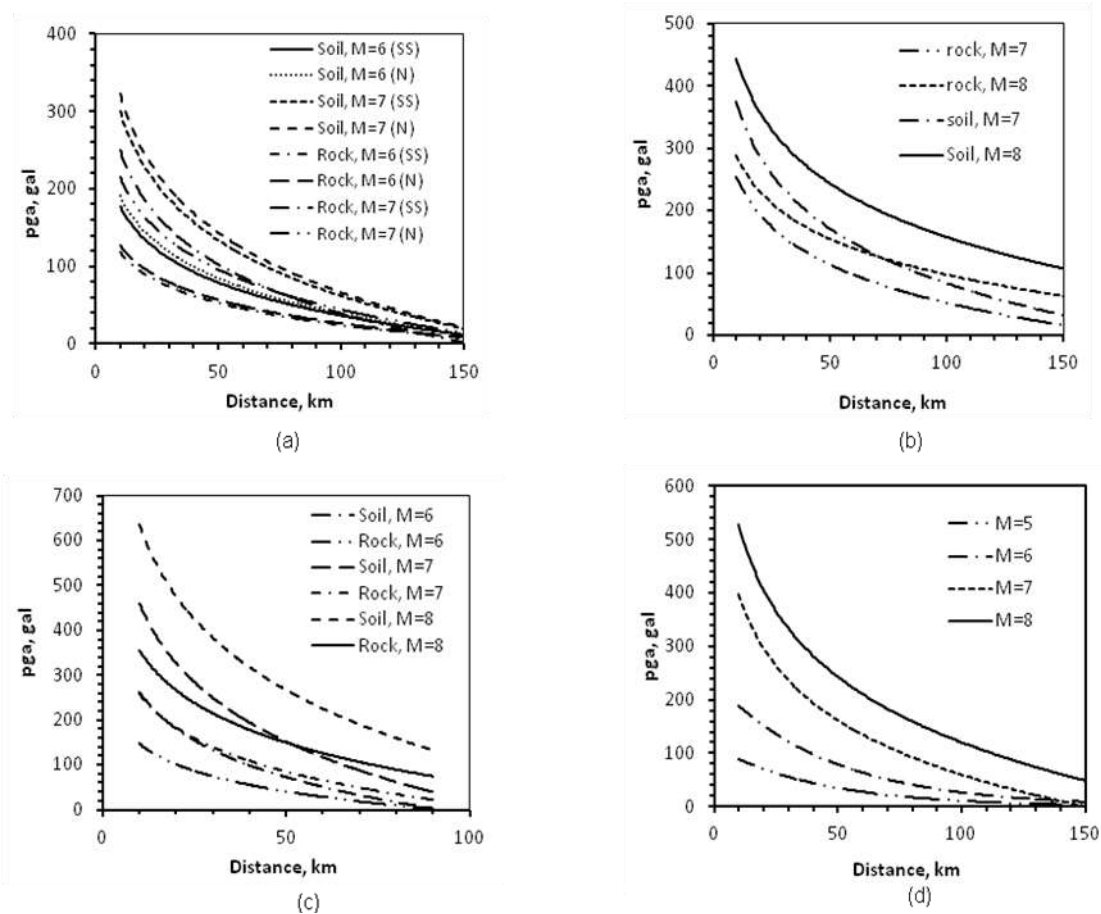 400
300
200
100
0
pga, gal
Soil, M=6 (SS)
Soil, M=6 (N)
Soil, M=7 (SS)
Soil, M=7 (N)
Rock, M=6 (SS)
Rock, M=6 (N)
Rock, M=7 (SS)
Rock, M=7 (N)
0 50 100 150
Distance, km
(a)
500
400
300
200
100
0
pga, gal
rock, M=7
rock, M=8
soil, M=7
Soil, M=8
0 50 100 150
Distance, km
(b)
700
600
500
400
300
200
100
0
pga, gal
Soil, M=6
Rock, M=6
Soil, M=7
Rock, M=7
Soil, M=8
Rock, M=8
0 50 100
Distance, km
(c)
600
500
400
300
200
100
0
pga, gal
M=5
M=6
M=7
M=8
0 50 100 150
Distance, km
(d)